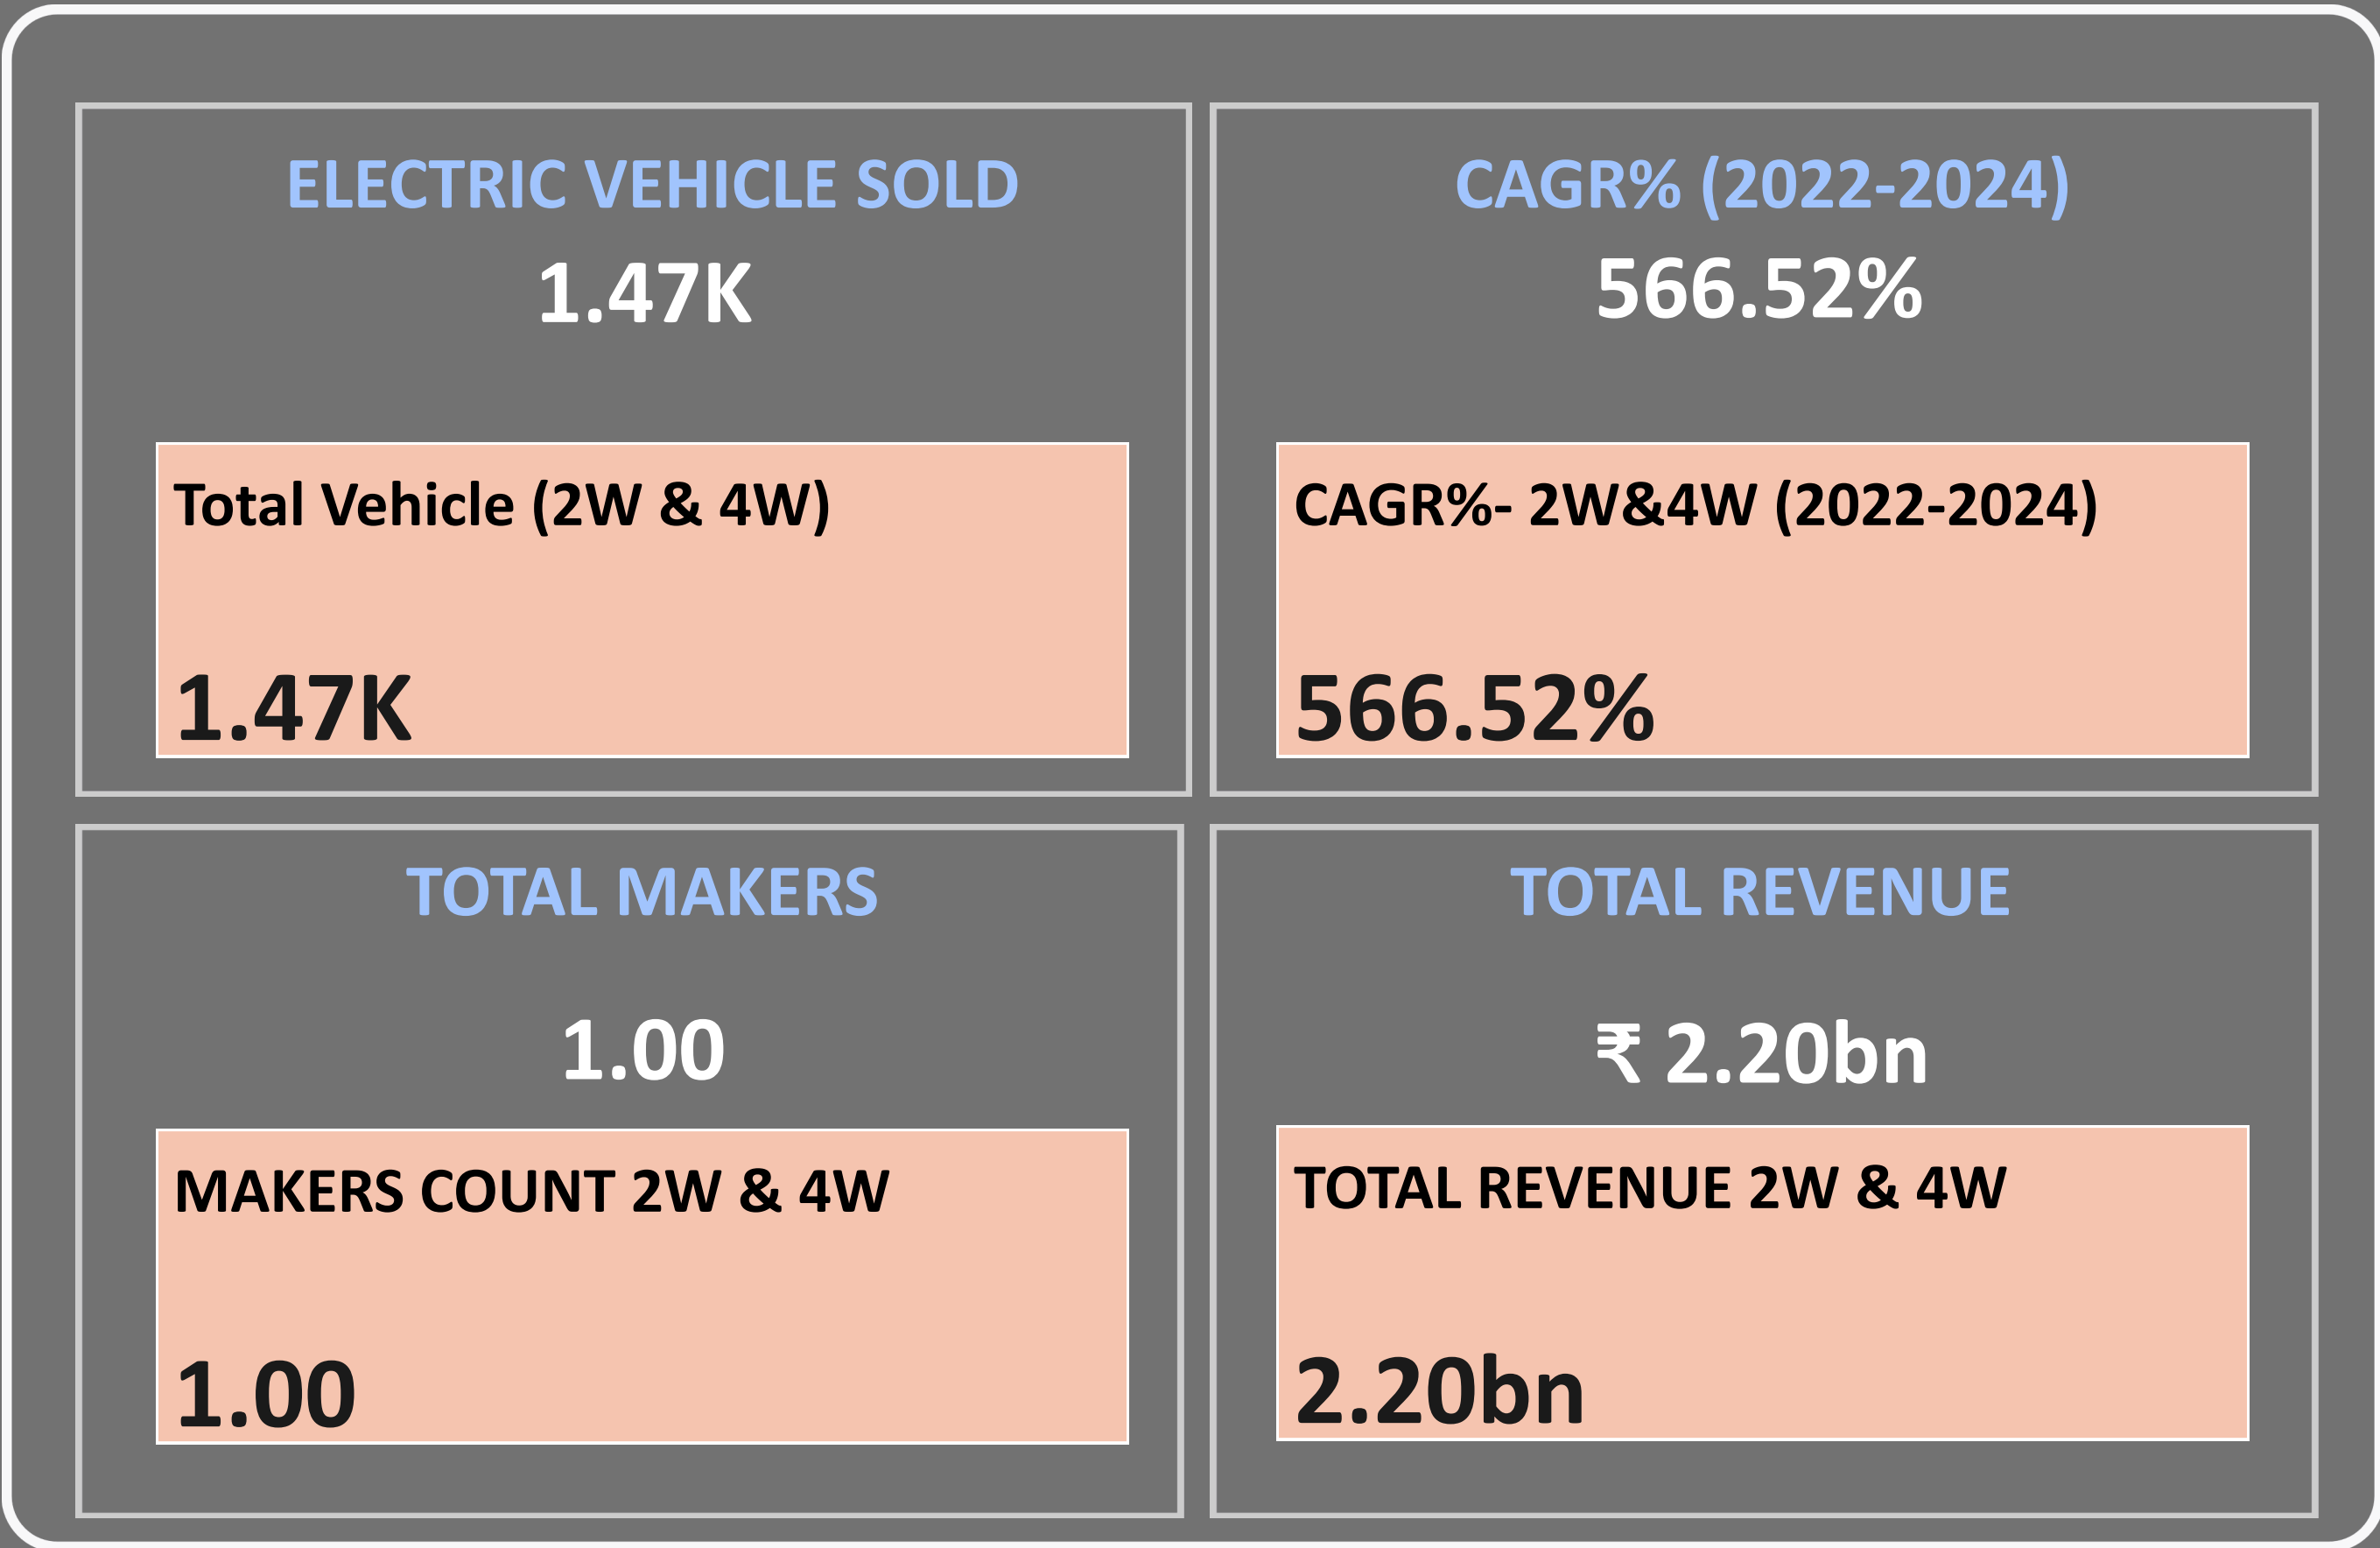 ELECTRIC VEHICLE SOLD
1.47K
Total Vehicle (2W & 4W)
1.47K
CAGR% (2022-2024)
566.52%
CAGR%- 2W&4W (2022-2024)
566.52%
TOTAL MAKERS
1.00
MAKERS COUNT 2W & 4W
1.00
TOTAL REVENUE
₹ 2.20bn
TOTAL REVENUE 2W & 4W
2.20bn